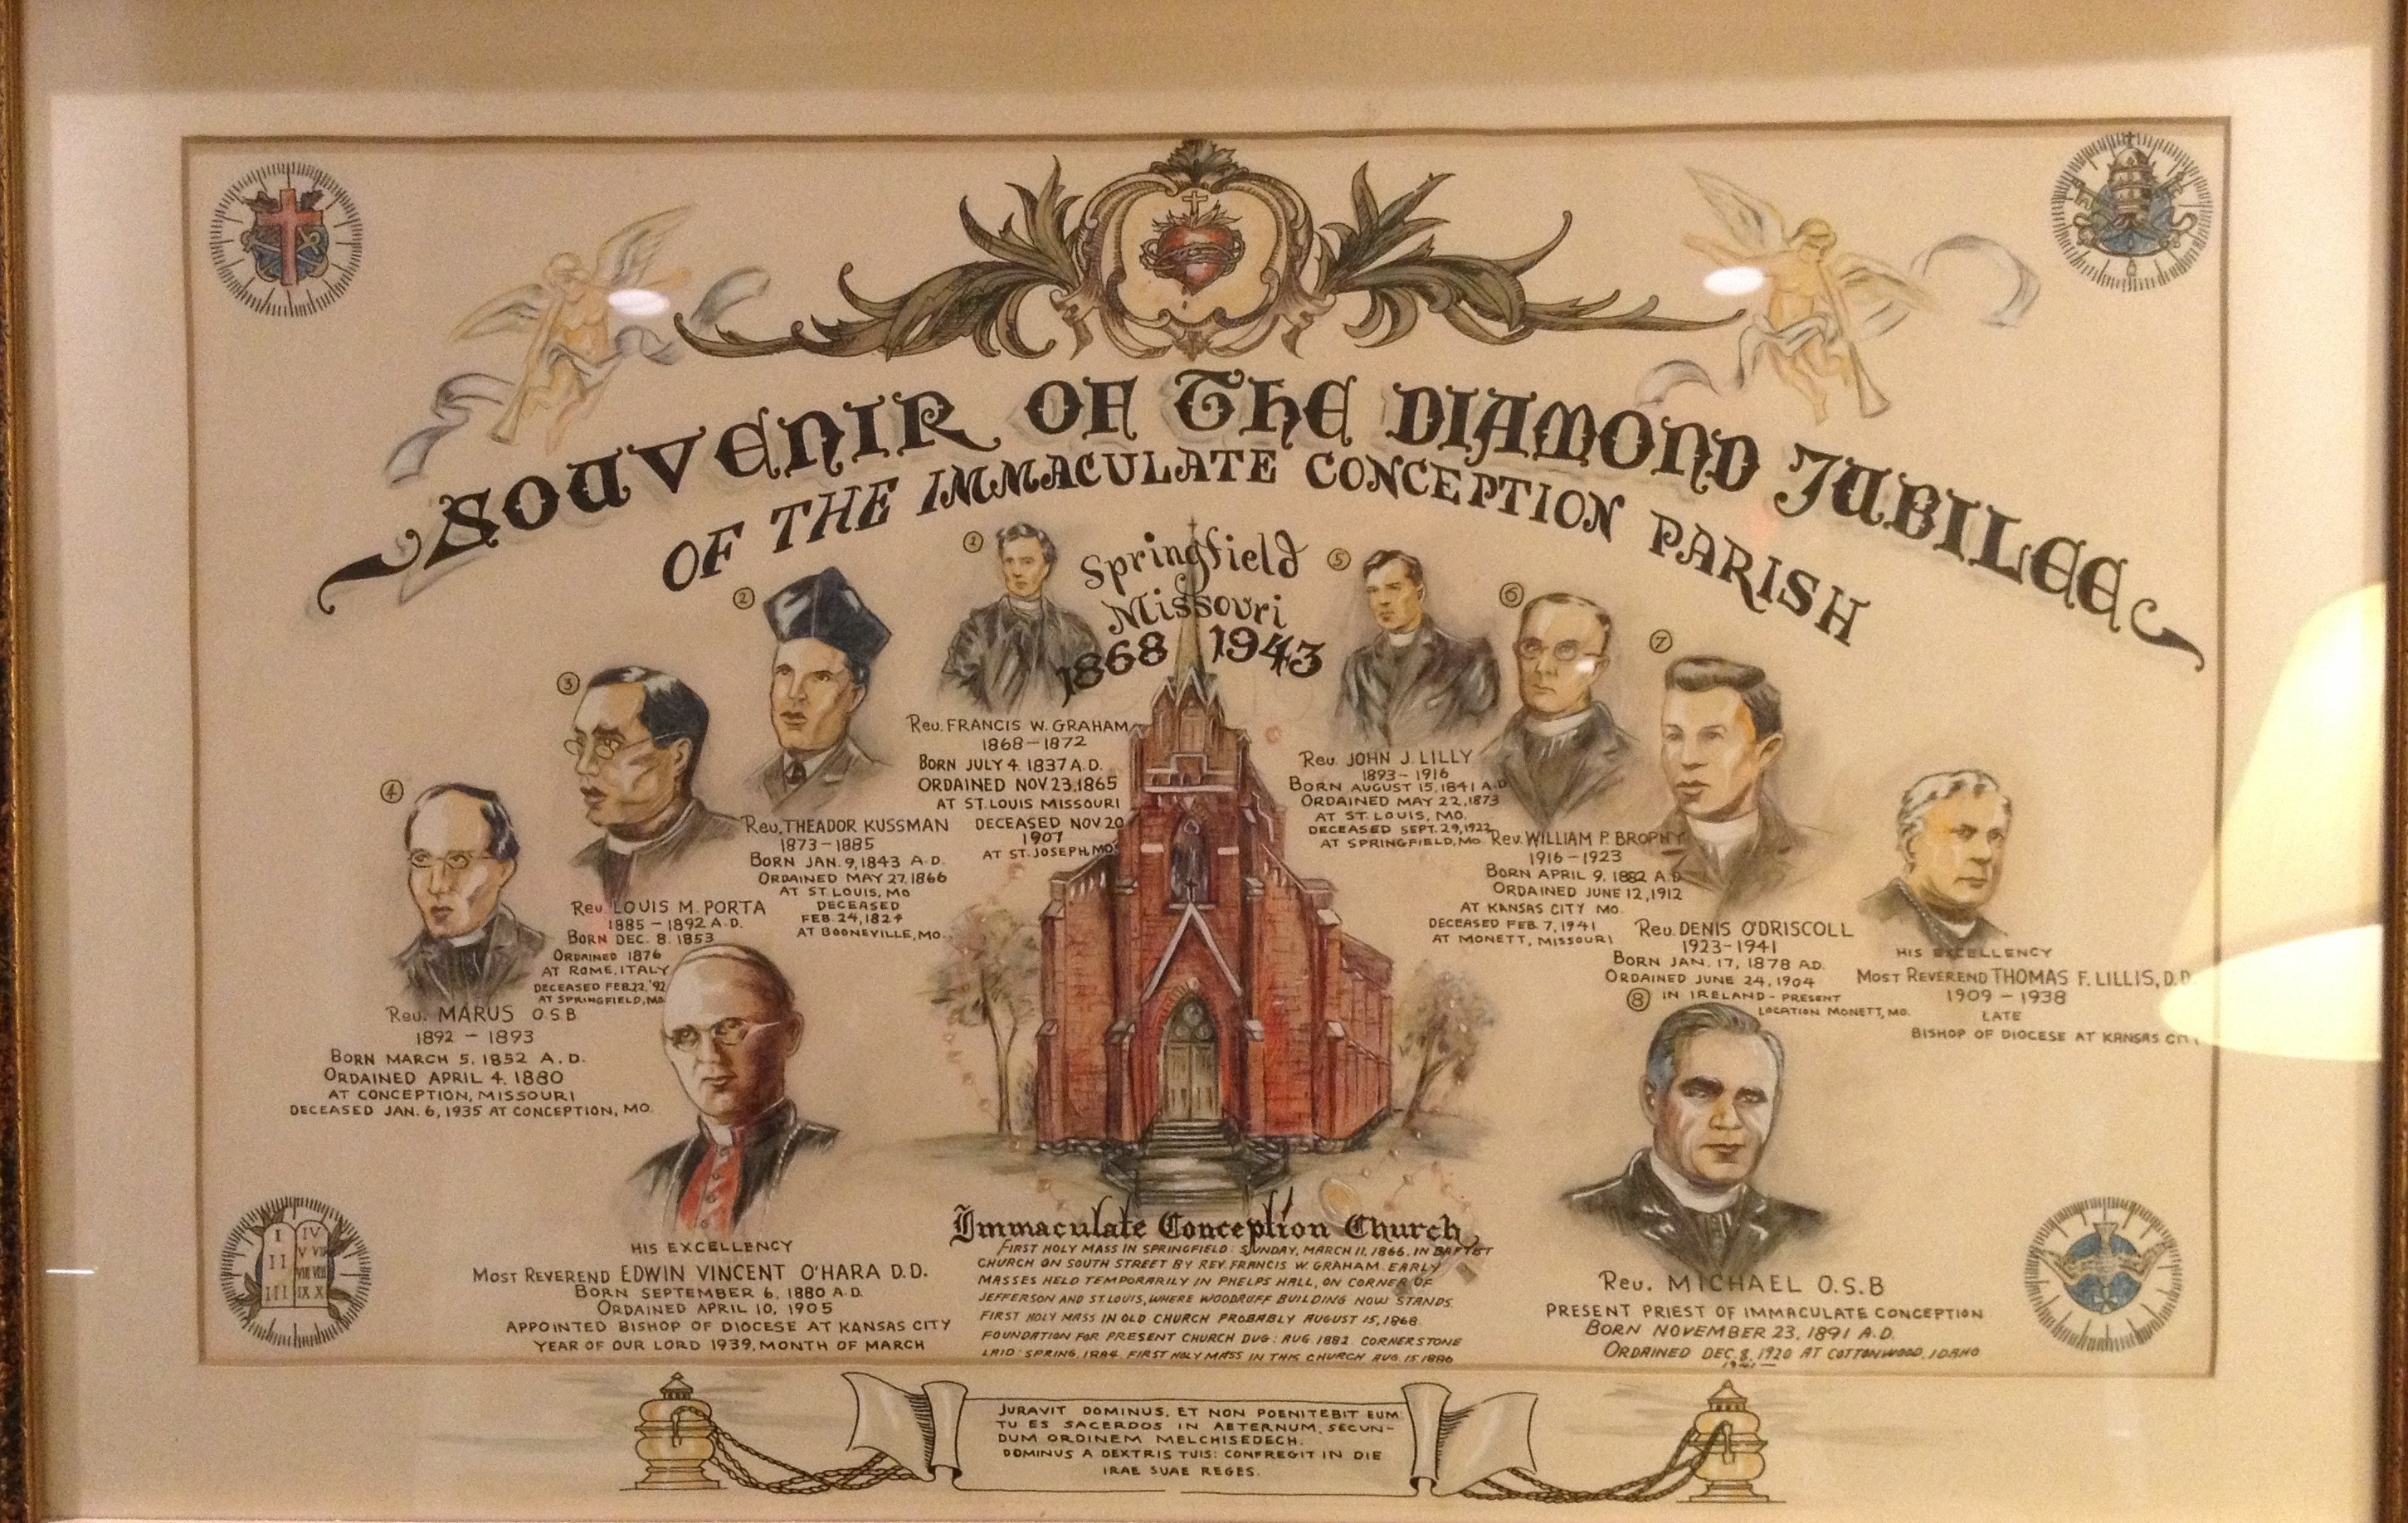 SOUVENIR OF THE DIAMOND JUBILEE
OF THE IMMACULATE CONCEPTION PARISH
Springfield
Missouri
1868 1943
1
Rev. FRANCIS W. GRAHAM
1868 – 1872
BORN JULY 4 1837 A.D.
ORDAINED NOV 23, 1865
AT ST. LOUIS MISSOURI
DECEASED NOV 20
1907
AT ST. JOSEPH, MO
2
Rev. THEADOR KUSSMAN
1873 – 1885
BORN JAN. 9, 1843 A.D.
ORDAINED MAY 27, 1866
AT ST. LOUIS, MO
DECEASED
FEB. 24, 1824
AT BOONEVILLE, MO.
3
Rev. LOUIS M. PORTA
1885 – 1892 A.D.
BORN DEC. 8. 1853
ORDAINED 1876
AT ROME, ITALY
DECEASED FEB. 22, '92
AT SPRINGFIELD, MO.
4
Rev. MARUS O.S.B
1892 – 1893
BORN MARCH 5, 1852 A.D.
ORDAINED APRIL 4, 1880
AT CONCEPTION, MISSOURI
DECEASED JAN. 6, 1935 AT CONCEPTION, MO.
5
Rev. JOHN J. LILLY
1893 – 1916
BORN AUGUST 15, 1841 A.D
ORDAINED MAY 22, 1873
AT ST. LOUIS, MO.
DECEASED SEPT. 29, 1922
AT SPRINGFIELD, MO.
6
Rev. WILLIAM P. BROPHY
1916 – 1923
BORN APRIL 9, 1882 A.D.
ORDAINED JUNE 12, 1912
AT KANSAS CITY MO.
DECEASED FEB. 7, 1941
AT MONETT, MISSOURI
7
Rev. DENIS O'DRISCOLL
1923 – 1941
BORN JAN. 17, 1878 A.D.
ORDAINED JUNE 24, 1904
IN IRELAND – PRESENT
LOCATION MONETT, MO.
HIS EXCELLENCY
MOST REVEREND THOMAS F. LILLIS, D.D
1909 – 1938
LATE
BISHOP OF DIOCESE AT KANSAS CITY
HIS EXCELLENCY
MOST REVEREND EDWIN VINCENT O'HARA D.D.
BORN SEPTEMBER 6, 1880 A.D.
ORDAINED APRIL 10, 1905
APPOINTED BISHOP OF DIOCESE AT KANSAS CITY
YEAR OF OUR LORD 1939, MONTH OF MARCH
Immaculate Conception Church
FIRST HOLY MASS IN SPRINGFIELD: SUNDAY, MARCH 11, 1866. IN BAPTIST
CHURCH ON SOUTH STREET BY REV. FRANCIS W. GRAHAM. EARLY
MASSES HELD TEMPORARILY IN PHELPS HALL, ON CORNER OF
JEFFERSON AND ST. LOUIS, WHERE WOODRUFF BUILDING NOW STANDS.
FIRST HOLY MASS IN OLD CHURCH PROBABLY AUGUST 15, 1868.
FOUNDATION FOR PRESENT CHURCH DUG: AUG. 1882. CORNERSTONE
LAID: SPRING, 1884. FIRST HOLY MASS IN THIS CHURCH AUG. 15 1886
8
Rev. MICHAEL O.S.B
PRESENT PRIEST OF IMMACULATE CONCEPTION
BORN NOVEMBER 23, 1891 A.D.
ORDAINED DEC. 8, 1920 AT COTTONWOOD, IDAHO
1941 –
I IV
II V VI
VII VIII
III IX X
JURAVIT DOMINUS, ET NON POENITEBIT EUM:
TU ES SACERDOS IN AETERNUM, SECUN-
DUM ORDINEM MELCHISEDECH.
DOMINUS A DEXTRIS TUIS: CONFREGIT IN DIE
IRAE SUAE REGES.